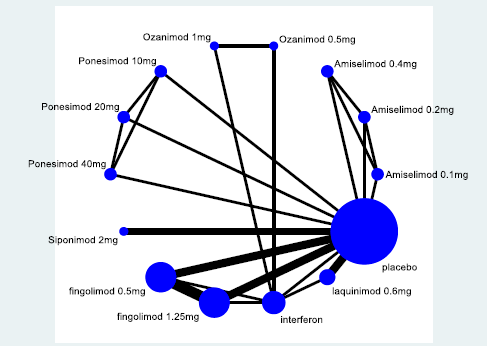 Ozanimod 1mg
Ozanimod 0.5mg
Ponesimod 10mg
Amiselimod 0.4mg
Ponesimod 20mg
Amiselimod 0.2mg
Ponesimod 40mg
Amiselimod 0.1mg
Siponimod 2mg
placebo
fingolimod 0.5mg
laquinimod 0.6mg
fingolimod 1.25mg
interferon